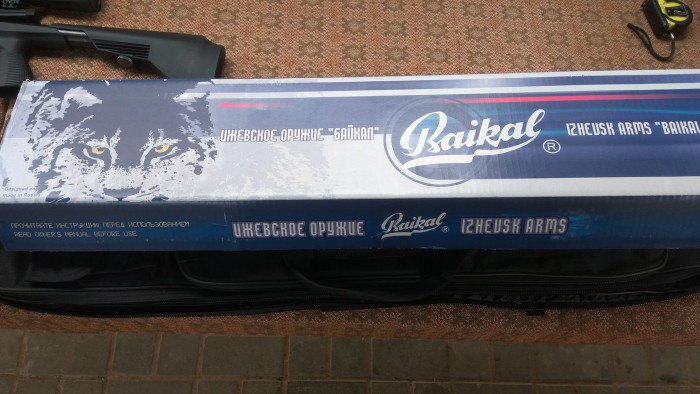 ИЖЕВСКОЕ ОРУЖИЕ "БАЙКАЛ"
Baikal ®
IZHEVSK ARMS "BAIKAL
ПРОЧИТАЙТЕ ИНСТРУКЦИЮ ПЕРЕД ИСПОЛЬЗОВАНИЕМ
READ OWNER'S MANUAL BEFORE USE
ИЖЕВСКОЕ ОРУЖИЕ Baikal ® IZHEVSK ARMS